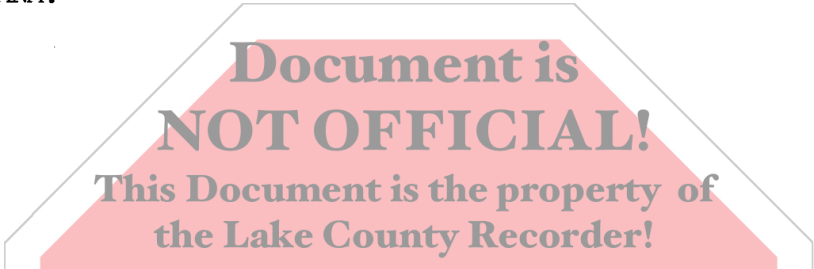 Document is
NOT OFFICIAL!
This Document is the property of
the Lake County Recorder!